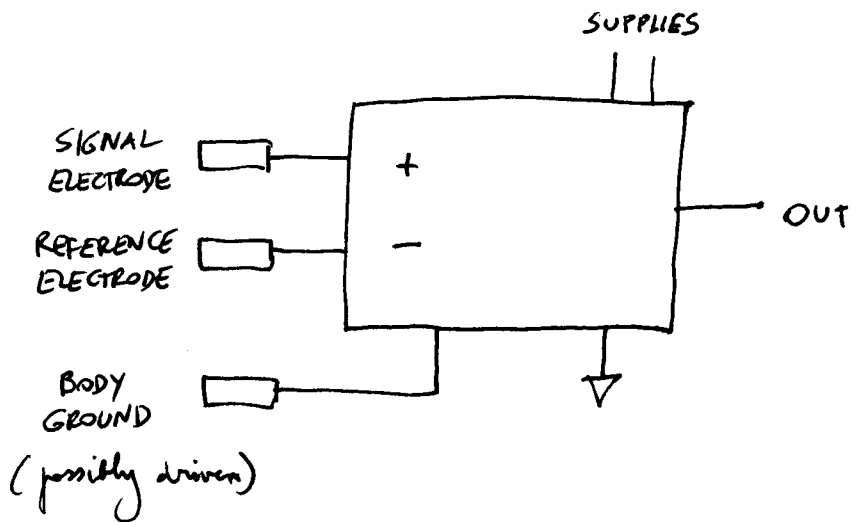 SUPPLIES
SIGNAL
ELECTRODE
+
OUT
REFERENCE
ELECTRODE
-
BODY
GROUND
(possibly driven)